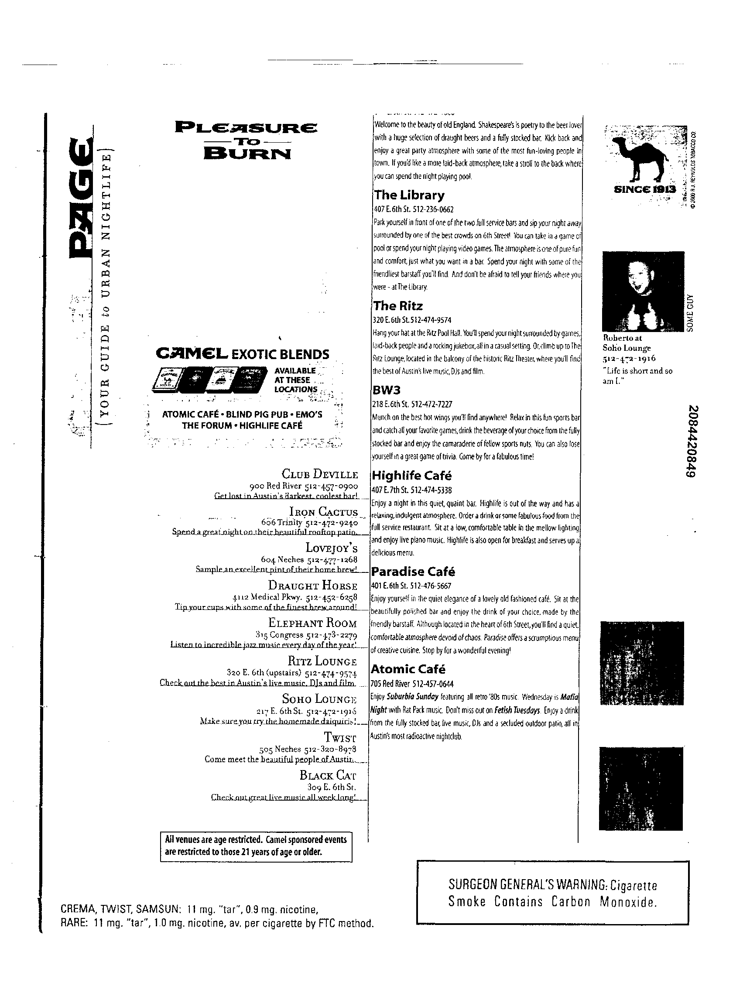 PAGE
(YOUR GUIDE to URBAN NIGHTLIFE)
PLEASURE
TO
BURN
CAMEL EXOTIC BLENDS
AVAILABLE
AT THESE
LOCATIONS
ATOMIC CAFÉ • BLIND PIG PUB • EMO'S
THE FORUM • HIGHLIFE CAFÉ
CLUB DEVILLE
900 Red River 512-457-0900
Get lost in Austin's darkest, coolest bar!
IRON CACTUS
606 Trinity 512-472-9240
Spend a great night on their beautiful rooftop patio.
LOVEJOY'S
604 Neches 512-477-1268
Sample an excellent pint of their home brew!
DRAUGHT HORSE
4112 Medical Pkwy. 512-452-6258
Tip your cups with some of the finest brew around!
ELEPHANT ROOM
315 Congress 512-473-2279
Listen to incredible jazz music every day of the year!
RITZ LOUNGE
320 E. 6th (upstairs) 512-474-9574
Check out the best in Austin's live music, DJs and film.
SOHO LOUNGE
217 E. 6th St. 512-472-1916
Make sure you try the homemade daiquiris!
TWIST
505 Neches 512-320-8978
Come meet the beautiful people of Austin.
BLACK CAT
309 E. 6th St.
Check out great live music all week long!
All venues are age restricted. Camel sponsored events
are restricted to those 21 years of age or older.
CREMA, TWIST, SAMSUN: 11 mg. "tar", 0.9 mg. nicotine,
RARE: 11 mg. "tar", 1.0 mg. nicotine, av. per cigarette by FTC method.
Welcome to the beauty of old England. Shakespeare's is poetry to the beer lover
with a huge selection of draught beers and a fully stocked bar. Kick back and
enjoy a great party atmosphere with some of the most fun-loving people in
town. If you'd like a more laid-back atmosphere, take a stroll to the back where
you can spend the night playing pool.
The Library
407 E. 6th St. 512-236-0662
Park yourself in front of one of the two full service bars and sip your night away
surrounded by one of the best crowds on 6th Street! You can take in a game of
pool or spend your night playing video games. The atmosphere is one of pure fun
and comfort, just what you want in a bar. Spend your night with some of the
friendliest barstaff you'll find. And don't be afraid to tell your friends where you
were – at The Library.
The Ritz
320 E. 6th St. 512-474-9574
Hang your hat at the Ritz Pool Hall. You'll spend your night surrounded by games,
laid-back people and a rocking jukebox, all in a casual setting. Or, climb up to The
Ritz Lounge, located in the balcony of the historic Ritz Theater, where you'll find
the best of Austin's live music, DJs and film.
BW3
218 E. 6th St. 512-472-7227
Munch on the best hot wings you'll find anywhere! Relax in this fun sports bar
and catch all your favorite games, drink the beverage of your choice from the fully
stocked bar and enjoy the camaraderie of fellow sports nuts. You can also lose
yourself in a great game of trivia. Come by for a fabulous time!
Highlife Café
407 E. 7th St. 512-474-5338
Enjoy a night in this quiet, quaint bar. Highlife is out of the way and has a
relaxing, indulgent atmosphere. Order a drink or some fabulous food from the
full service restaurant. Sit at a low, comfortable table in the mellow lighting
and enjoy live piano music. Highlife is also open for breakfast and serves up a
delicious menu.
Paradise Café
401 E. 6th St. 512-476-5667
Enjoy yourself in the quiet elegance of a lovely old fashioned café. Sit at the
beautifully polished bar and enjoy the drink of your choice, made by the
friendly barstaff. Although located in the heart of 6th Street, you'll find a quiet,
comfortable atmosphere devoid of chaos. Paradise offers a scrumptious menu
of creative cuisine. Stop by for a wonderful evening!
Atomic Café
705 Red River 512-457-0644
Enjoy Suburbia Sunday featuring all retro '80s music. Wednesday is Mafia
Night with Rat Pack music. Don't miss out on Fetish Tuesdays. Enjoy a drink
from the fully stocked bar, live music, DJs and a secluded outdoor patio, all in
Austin's most radioactive nightclub.
SINCE 1913
© 2000 R.J. REYNOLDS TOBACCO CO.
SOME GUY
Roberto at
Soho Lounge
512-472-1916
"Life is short and so
am I."
2084420849
SURGEON GENERAL'S WARNING: Cigarette
Smoke Contains Carbon Monoxide.